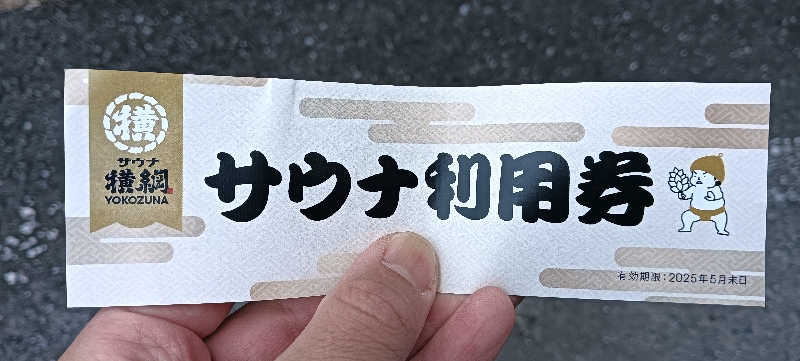 横
サウナ
横綱
YOKOZUNA
サウナ利用券
有効期限：2025年5月末日